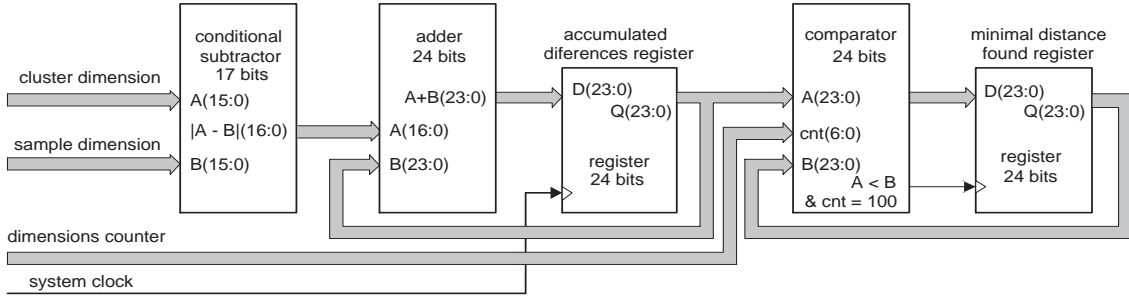 conditional
subtractor
17 bits
cluster dimension
A(15:0)
|A - B|(16:0)
sample dimension
B(15:0)
adder
24 bits
A+B(23:0)
A(16:0)
B(23:0)
accumulated
diferences register
D(23:0)
Q(23:0)
register
24 bits
comparator
24 bits
A(23:0)
cnt(6:0)
B(23:0)
A < B
& cnt = 100
minimal distance
found register
D(23:0)
Q(23:0)
register
24 bits
dimensions counter
system clock